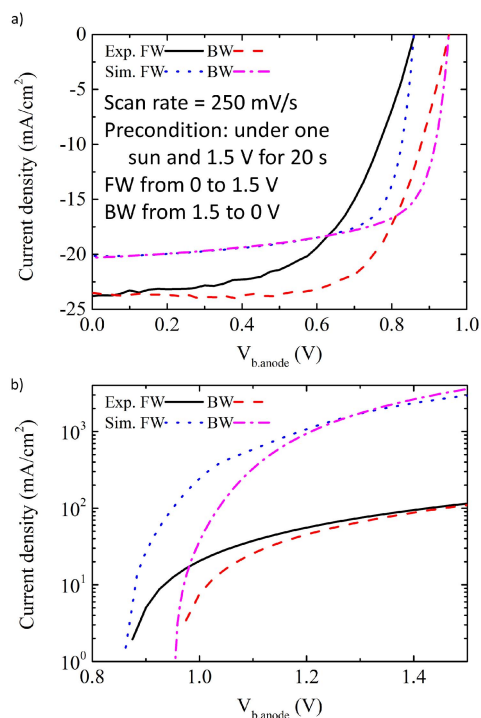 a)
0
-5
-10
-15
-20
-25
Current density (mA/cm²)
Exp. FW BW
Sim. FW BW
Scan rate = 250 mV/s
Precondition: under one
sun and 1.5 V for 20 s
FW from 0 to 1.5 V
BW from 1.5 to 0 V
0.0 0.2 0.4 0.6 0.8 1.0
V_b.anode (V)
b)
10³
10²
10¹
10⁰
Current density (mA/cm²)
Exp. FW BW
Sim. FW BW
0.8 1.0 1.2 1.4
V_b.anode (V)